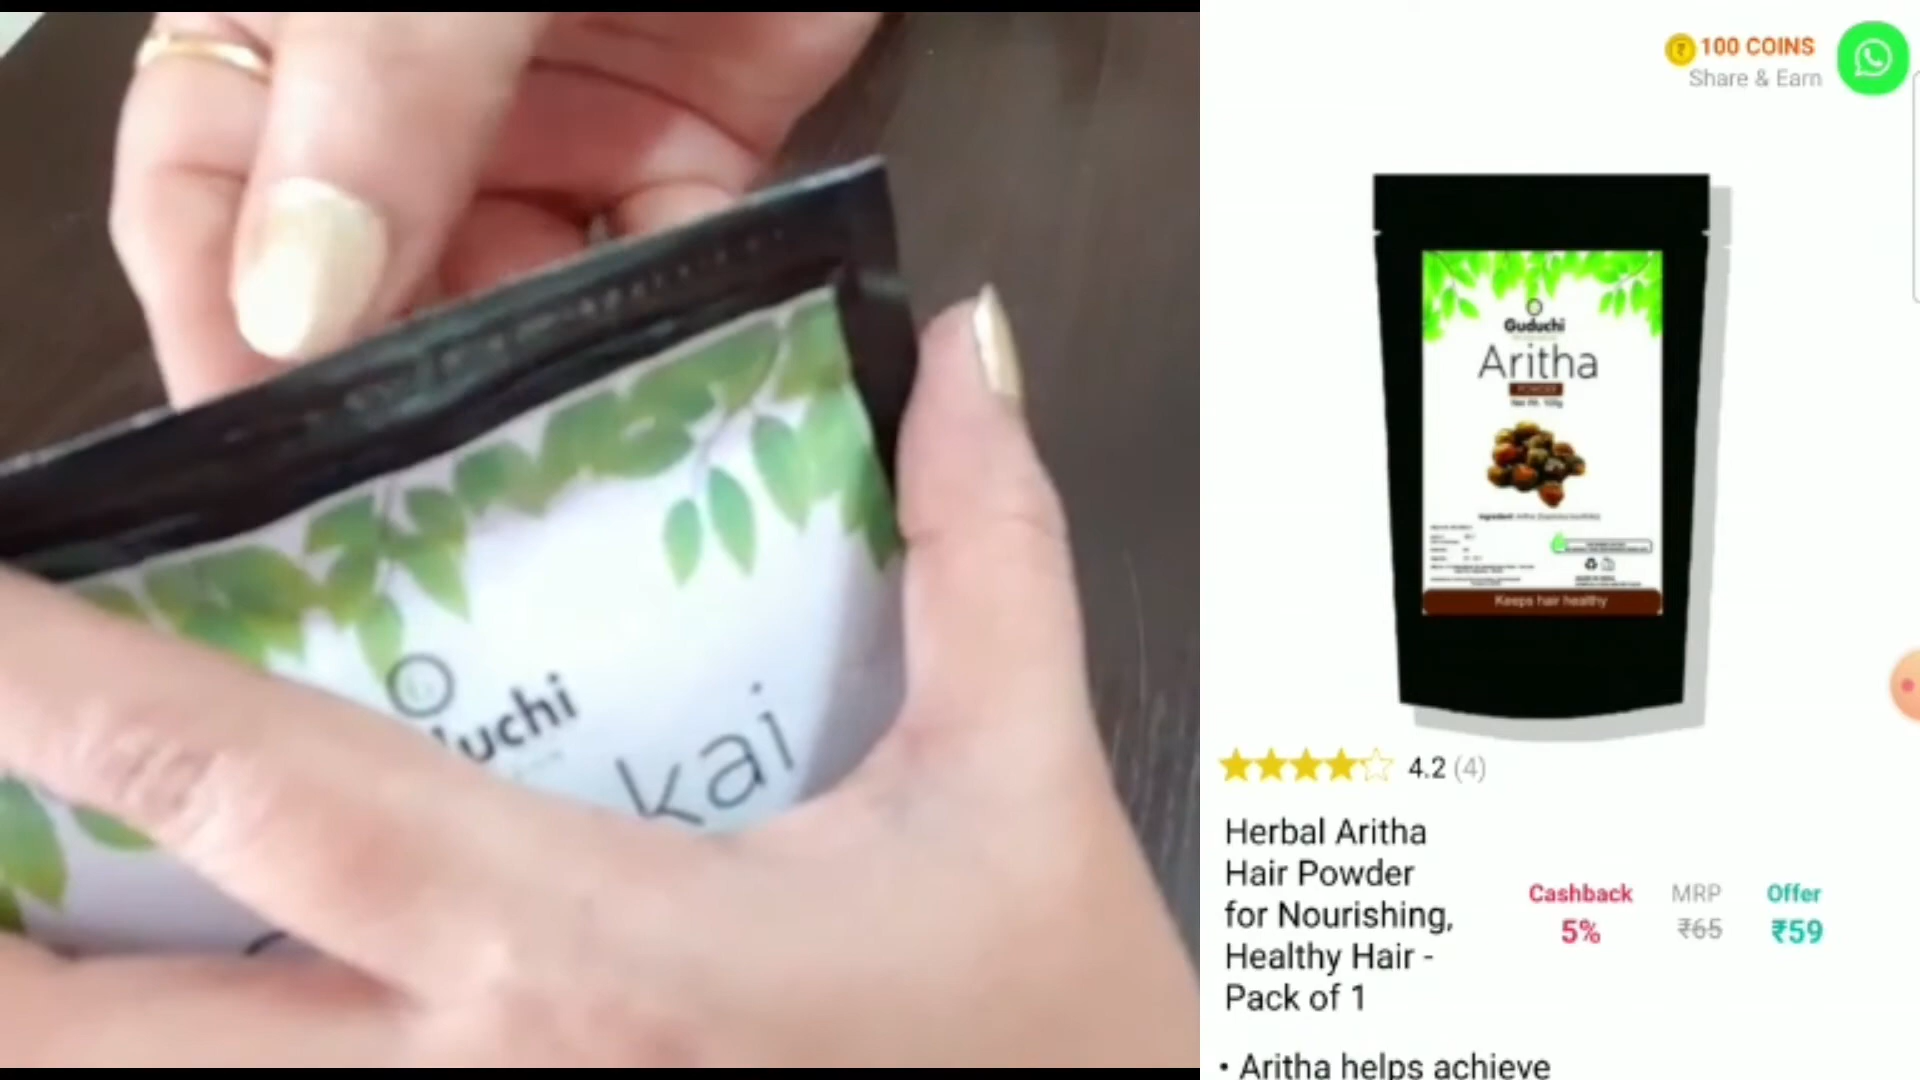 uchi
kai
₹ 100 COINS
Share & Earn
Guduchi
Aritha
POWDER
Keeps hair healthy
4.2 (4)
Herbal Aritha
Hair Powder
for Nourishing,
Healthy Hair -
Pack of 1
Cashback MRP Offer
5% ₹65 ₹59
• Aritha helps achieve